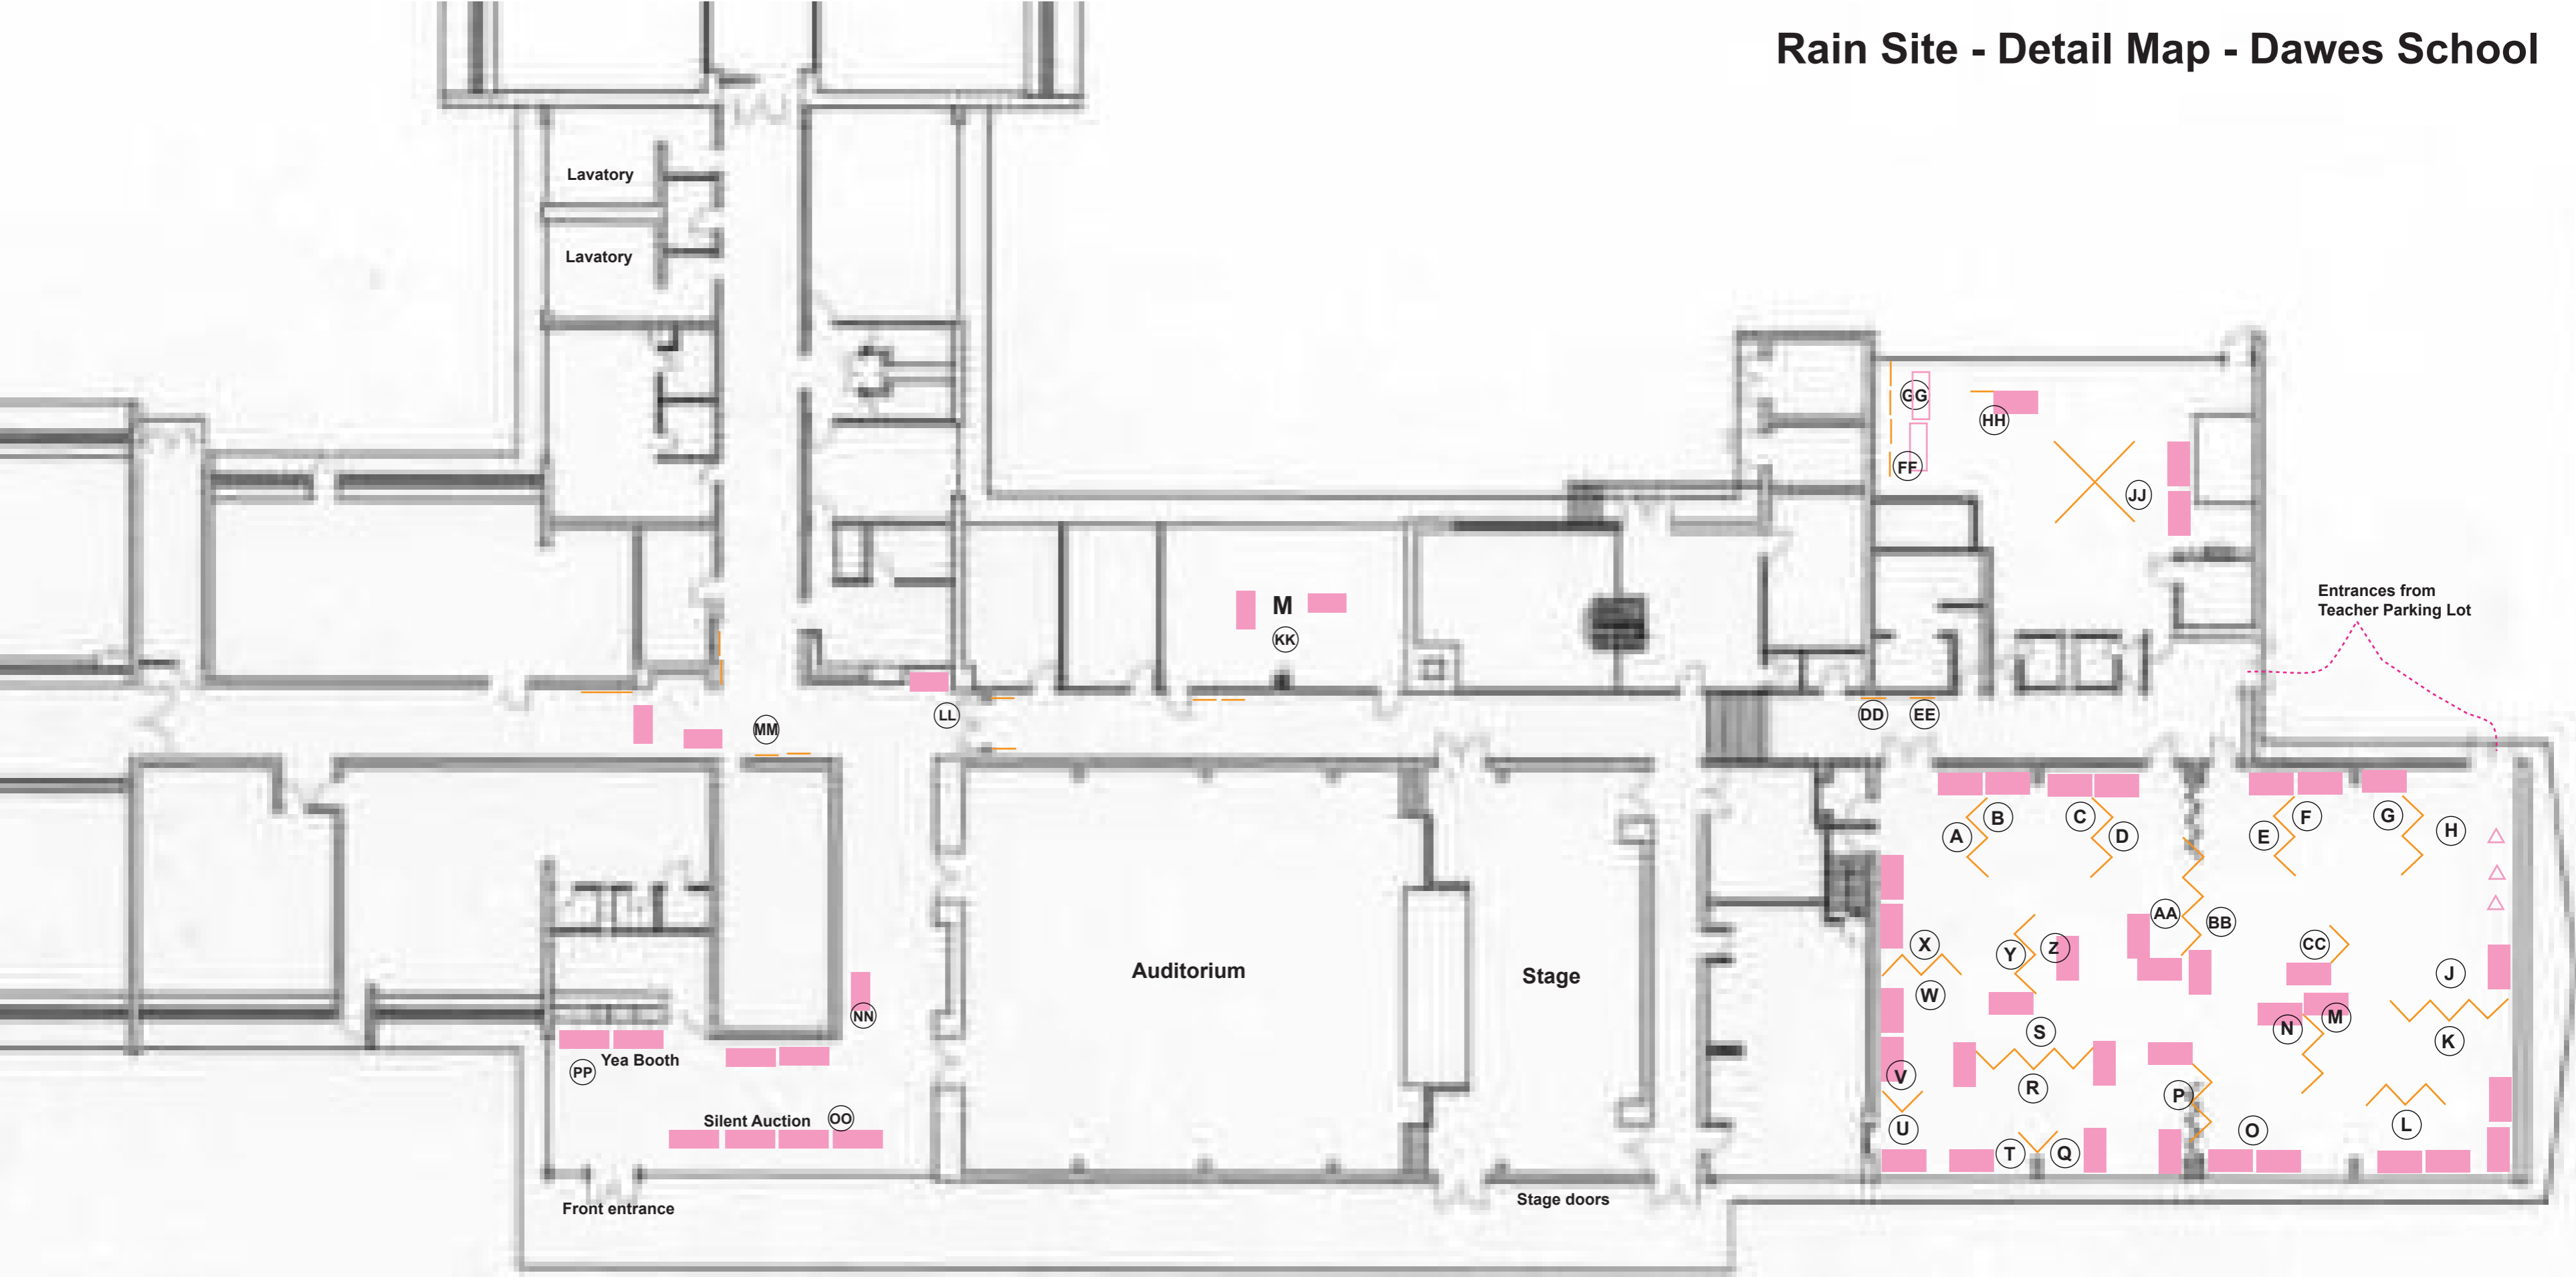 Rain Site - Detail Map - Dawes School
Lavatory
Lavatory
GG
HH
FF
JJ
Entrances from
Teacher Parking Lot
M
KK
LL
MM
DD
EE
A
B
C
D
E
F
G
H
AA
BB
X
Y
Z
CC
J
W
N
M
K
S
V
R
P
L
U
T
Q
O
Auditorium
Stage
NN
Yea Booth
PP
Silent Auction
OO
Front entrance
Stage doors